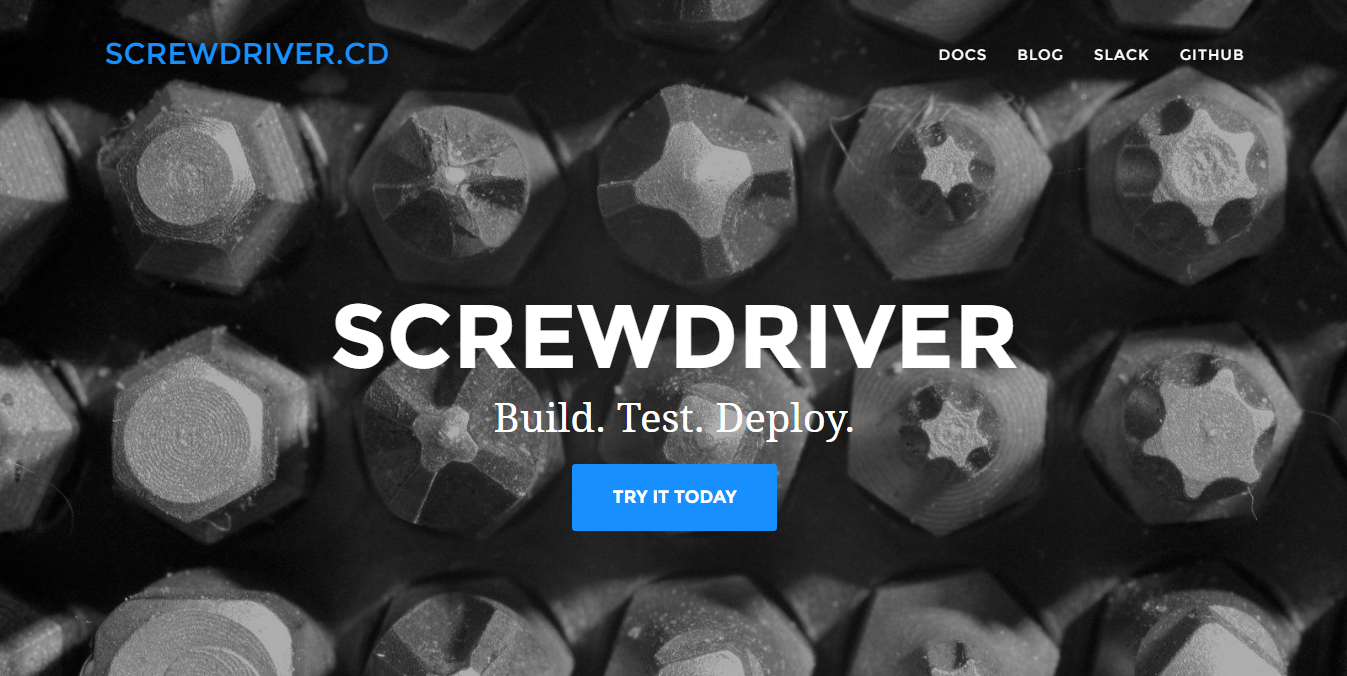 SCREWDRIVER.CD
DOCS BLOG SLACK GITHUB
SCREWDRIVER
Build. Test. Deploy.
TRY IT TODAY